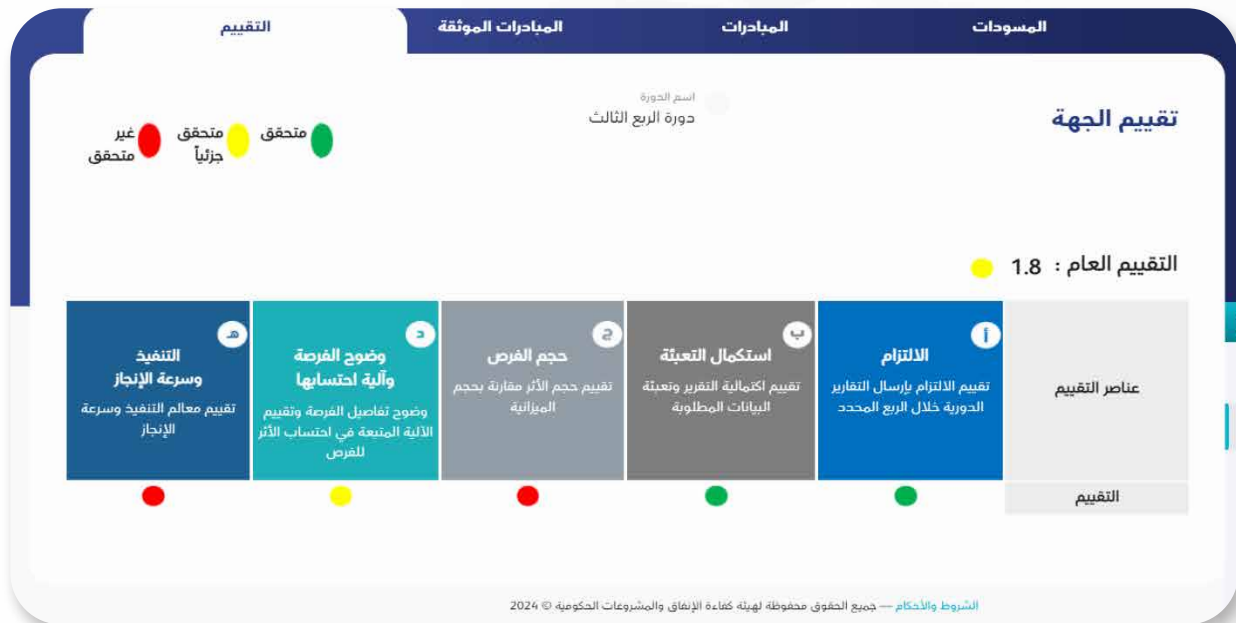 المسودات
المبادرات
المبادرات الموثقة
التقييم
تقييم الجهة
اسم الدورة
دورة الربع الثالث
متحقق
متحقق
جزئياً
غير
متحقق
التقييم العام : 1.8
عناصر التقييم
أ
الالتزام
تقييم الالتزام بإرسال التقارير
الدورية خلال الربع المحدد
ب
استكمال التعبئة
تقييم اكتمالية التقرير وتعبئة
البيانات المطلوبة
ج
حجم الفرص
تقييم حجم الأثر مقارنة بحجم
الميزانية
د
وضوح الفرصة
وآلية احتسابها
وضوح تفاصيل الفرصة وتقييم
الآلية المتبعة في احتساب الأثر
للفرص
هـ
التنفيذ
وسرعة الإنجاز
تقييم معالم التنفيذ وسرعة
الإنجاز
التقييم
الشروط والأحكام — جميع الحقوق محفوظة لهيئة كفاءة الإنفاق والمشروعات الحكومية © 2024